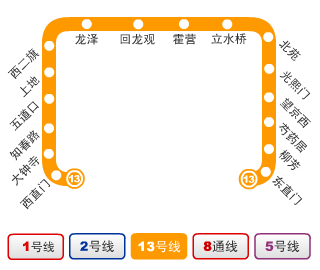 龙泽
回龙观
霍营
立水桥
西二旗
上地
五道口
知春路
大钟寺
西直门
北苑
光熙门
望京西
芍药居
柳芳
东直门
13
13
1号线
2号线
13号线
8通线
5号线